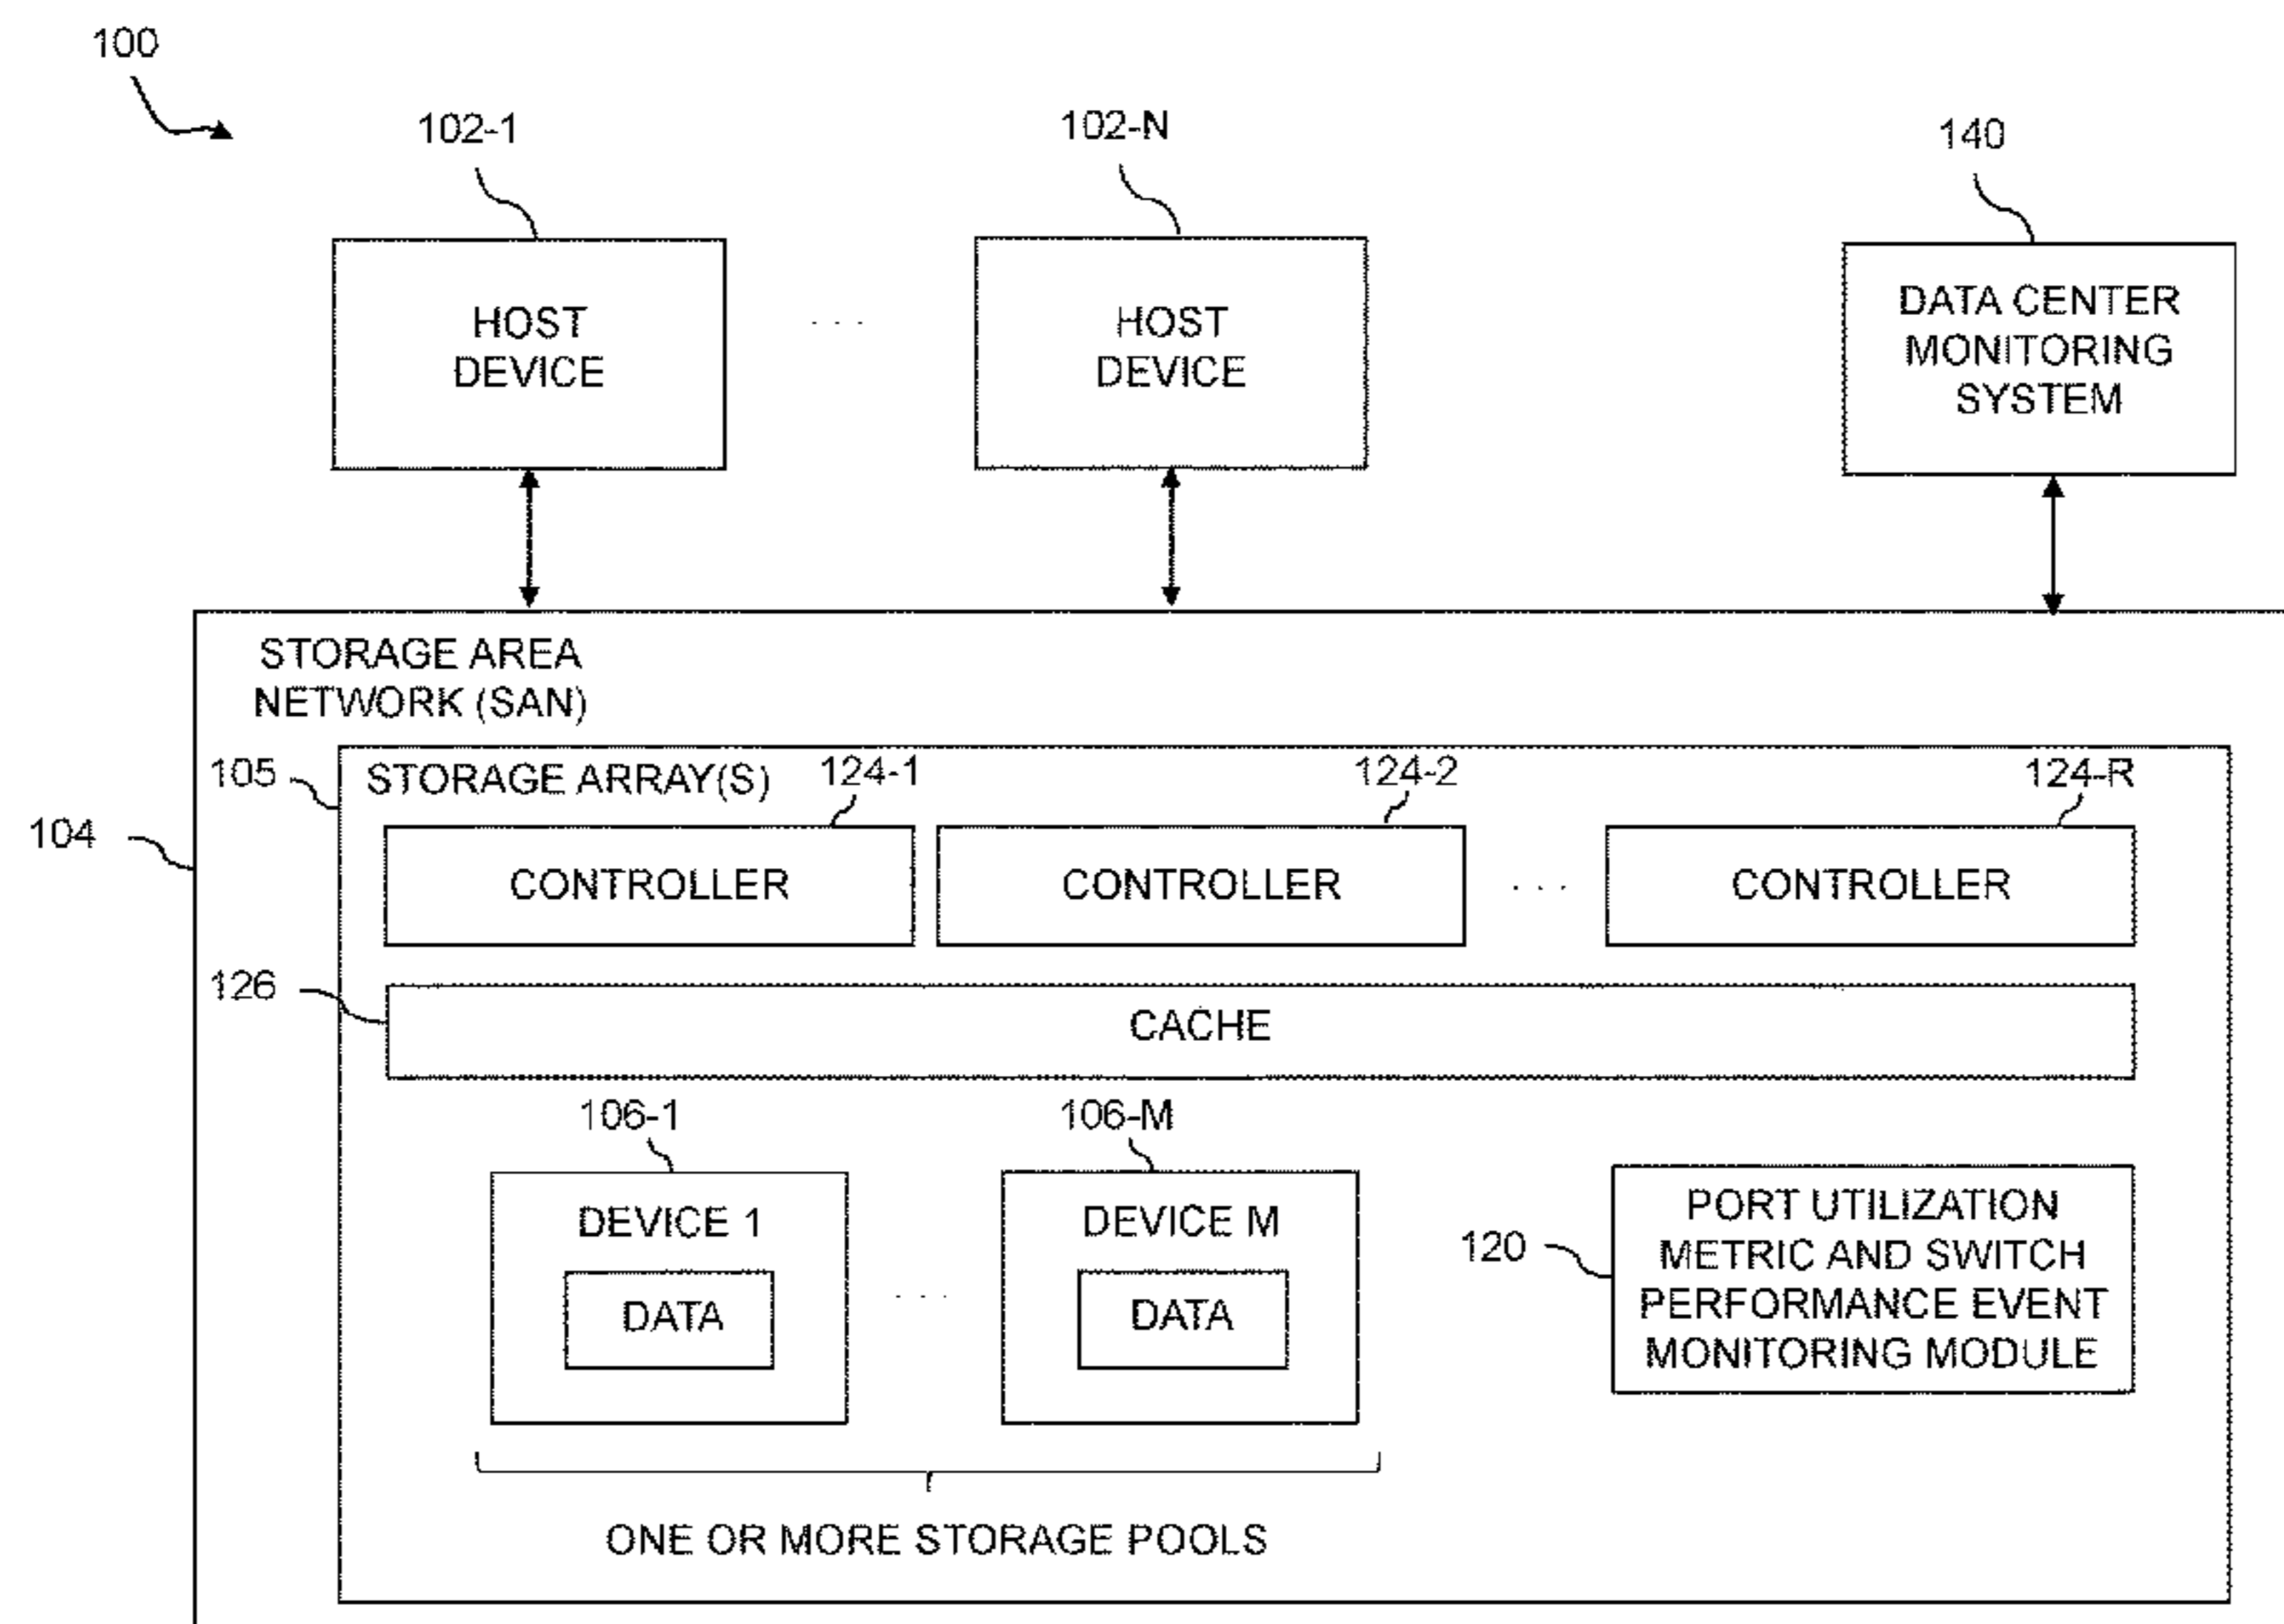 100
102-1
102-N
140
HOST
DEVICE
. . .
HOST
DEVICE
DATA CENTER
MONITORING
SYSTEM
STORAGE AREA
NETWORK (SAN)
105
STORAGE ARRAY(S)
124-1
124-2
124-R
104
CONTROLLER
CONTROLLER
. . .
CONTROLLER
126
CACHE
106-1
106-M
DEVICE 1
DATA
. . .
DEVICE M
DATA
120
PORT UTILIZATION
METRIC AND SWITCH
PERFORMANCE EVENT
MONITORING MODULE
ONE OR MORE STORAGE POOLS